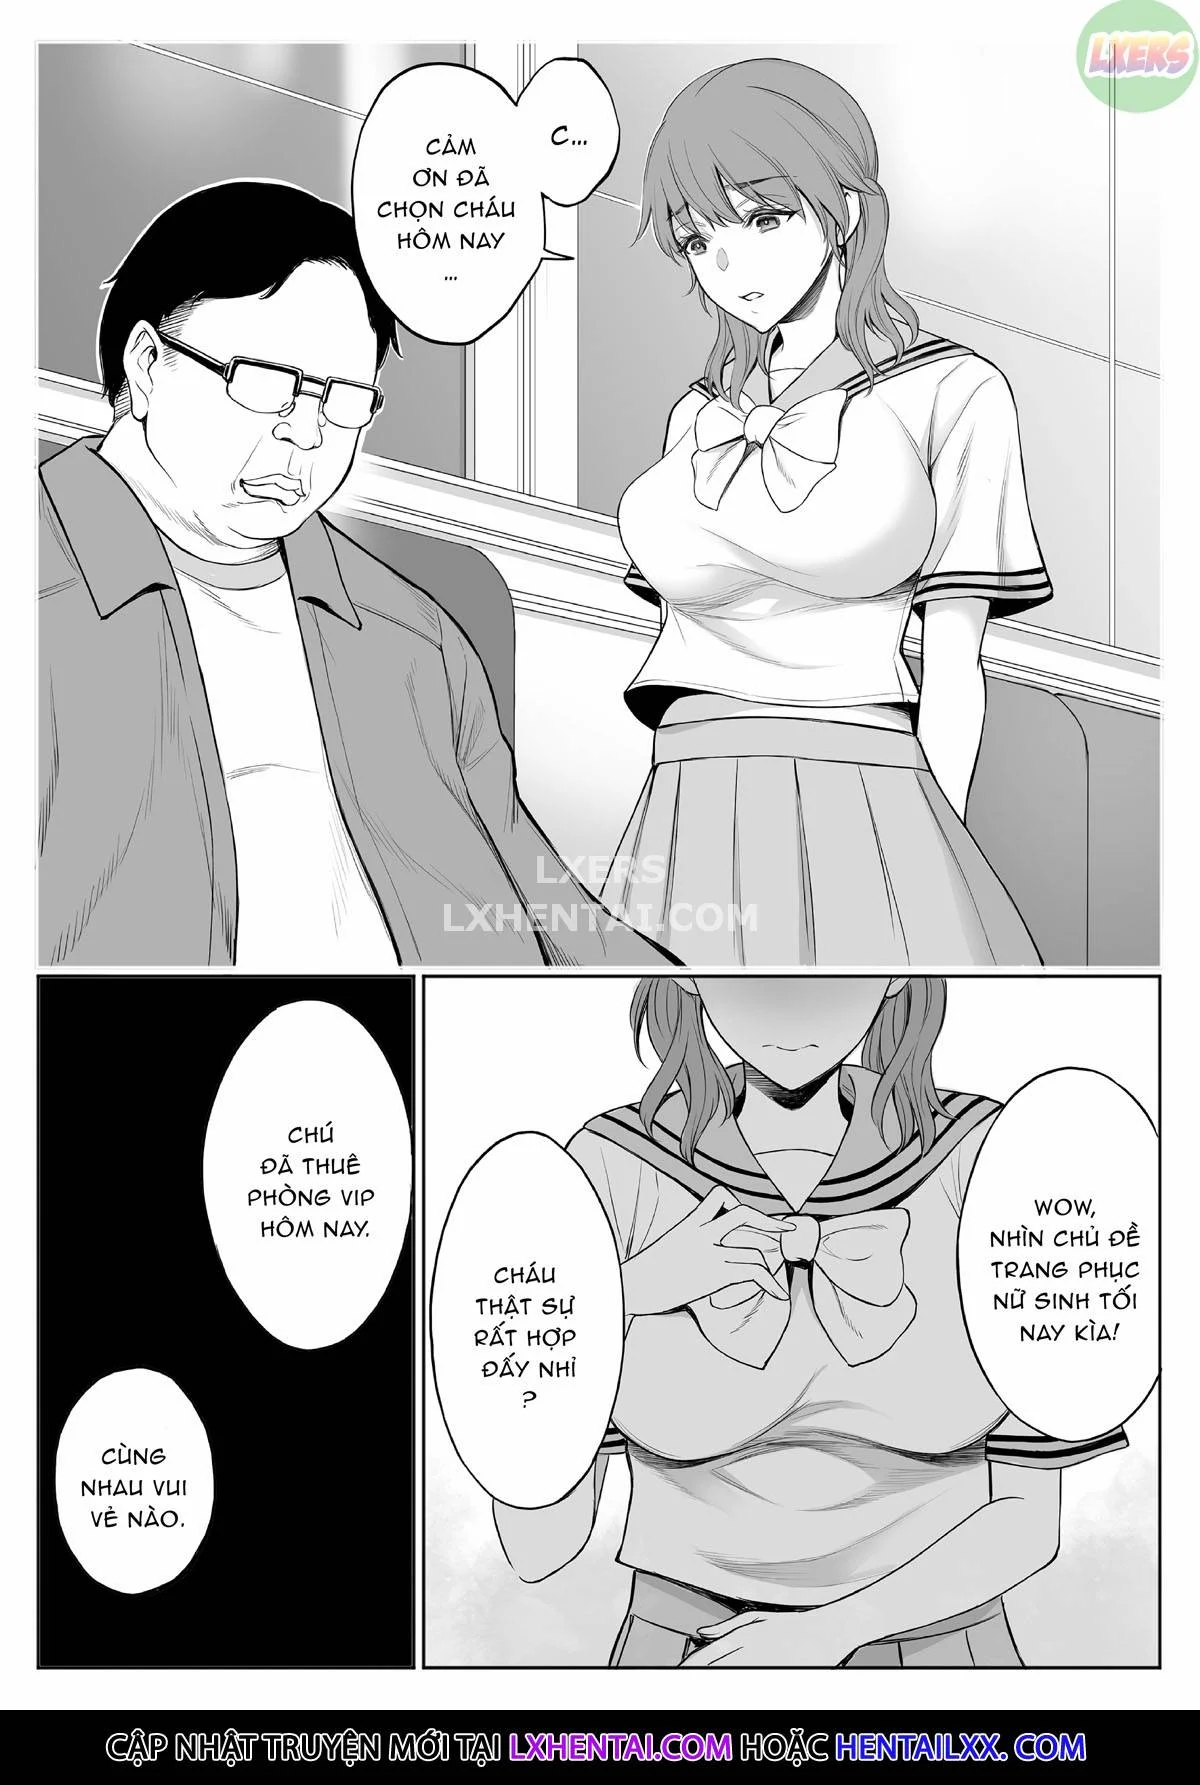 LXERS
C...
CẢM
ƠN ĐÃ
CHỌN CHÁU
HÔM NAY
...
LXERS
LXHENTAI.COM
WOW,
NHÌN CHỦ ĐỀ
TRANG PHỤC
NỮ SINH TỐI
NAY KÌA!
CHÁU
THẬT SỰ
RẤT HỢP
ĐẤY NHỈ
?
CHÚ
ĐÃ THUÊ
PHÒNG VIP
HÔM NAY.
CÙNG
NHAU VUI
VẺ NÀO.
CẬP NHẬT TRUYỆN MỚI TẠI LXHENTAI.COM HOẶC HENTAILXX. COM